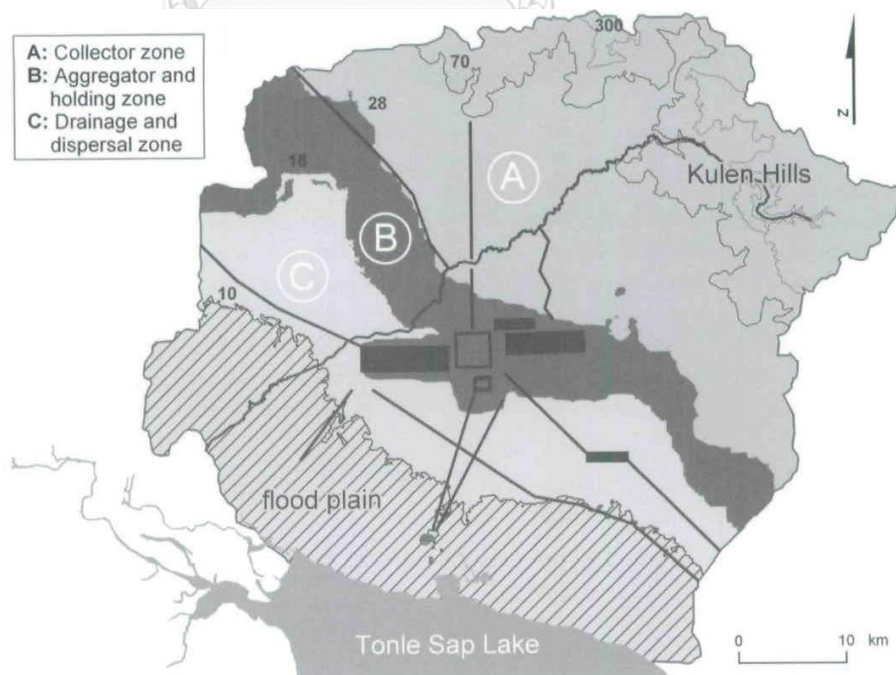 A: Collector zone
B: Aggregator and
holding zone
C: Drainage and
dispersal zone
300
70
28
18
10
A
B
C
N
Kulen Hills
flood plain
Tonle Sap Lake
0 10 km